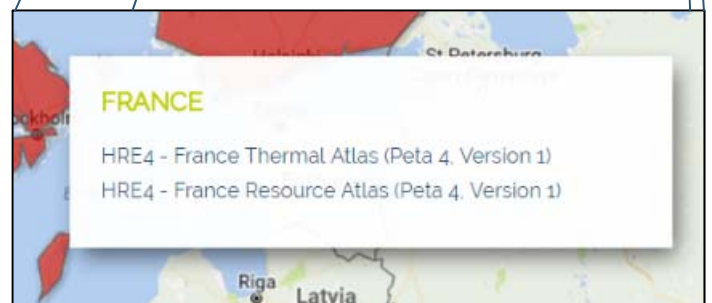 St Petersburg
FRANCE
HRE4 - France Thermal Atlas (Peta 4, Version 1)
HRE4 - France Resource Atlas (Peta 4, Version 1)
Riga
Latvia